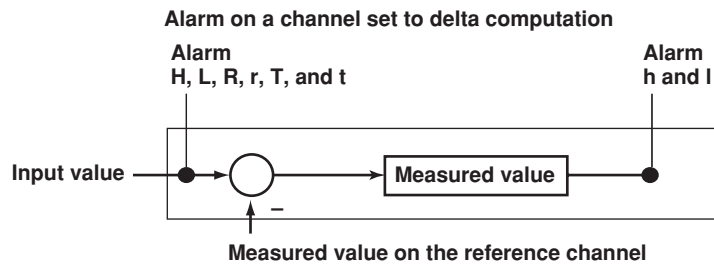 Alarm on a channel set to delta computation
Alarm
H, L, R, r, T, and t
Alarm
h and l
Input value
Measured value
–
Measured value on the reference channel